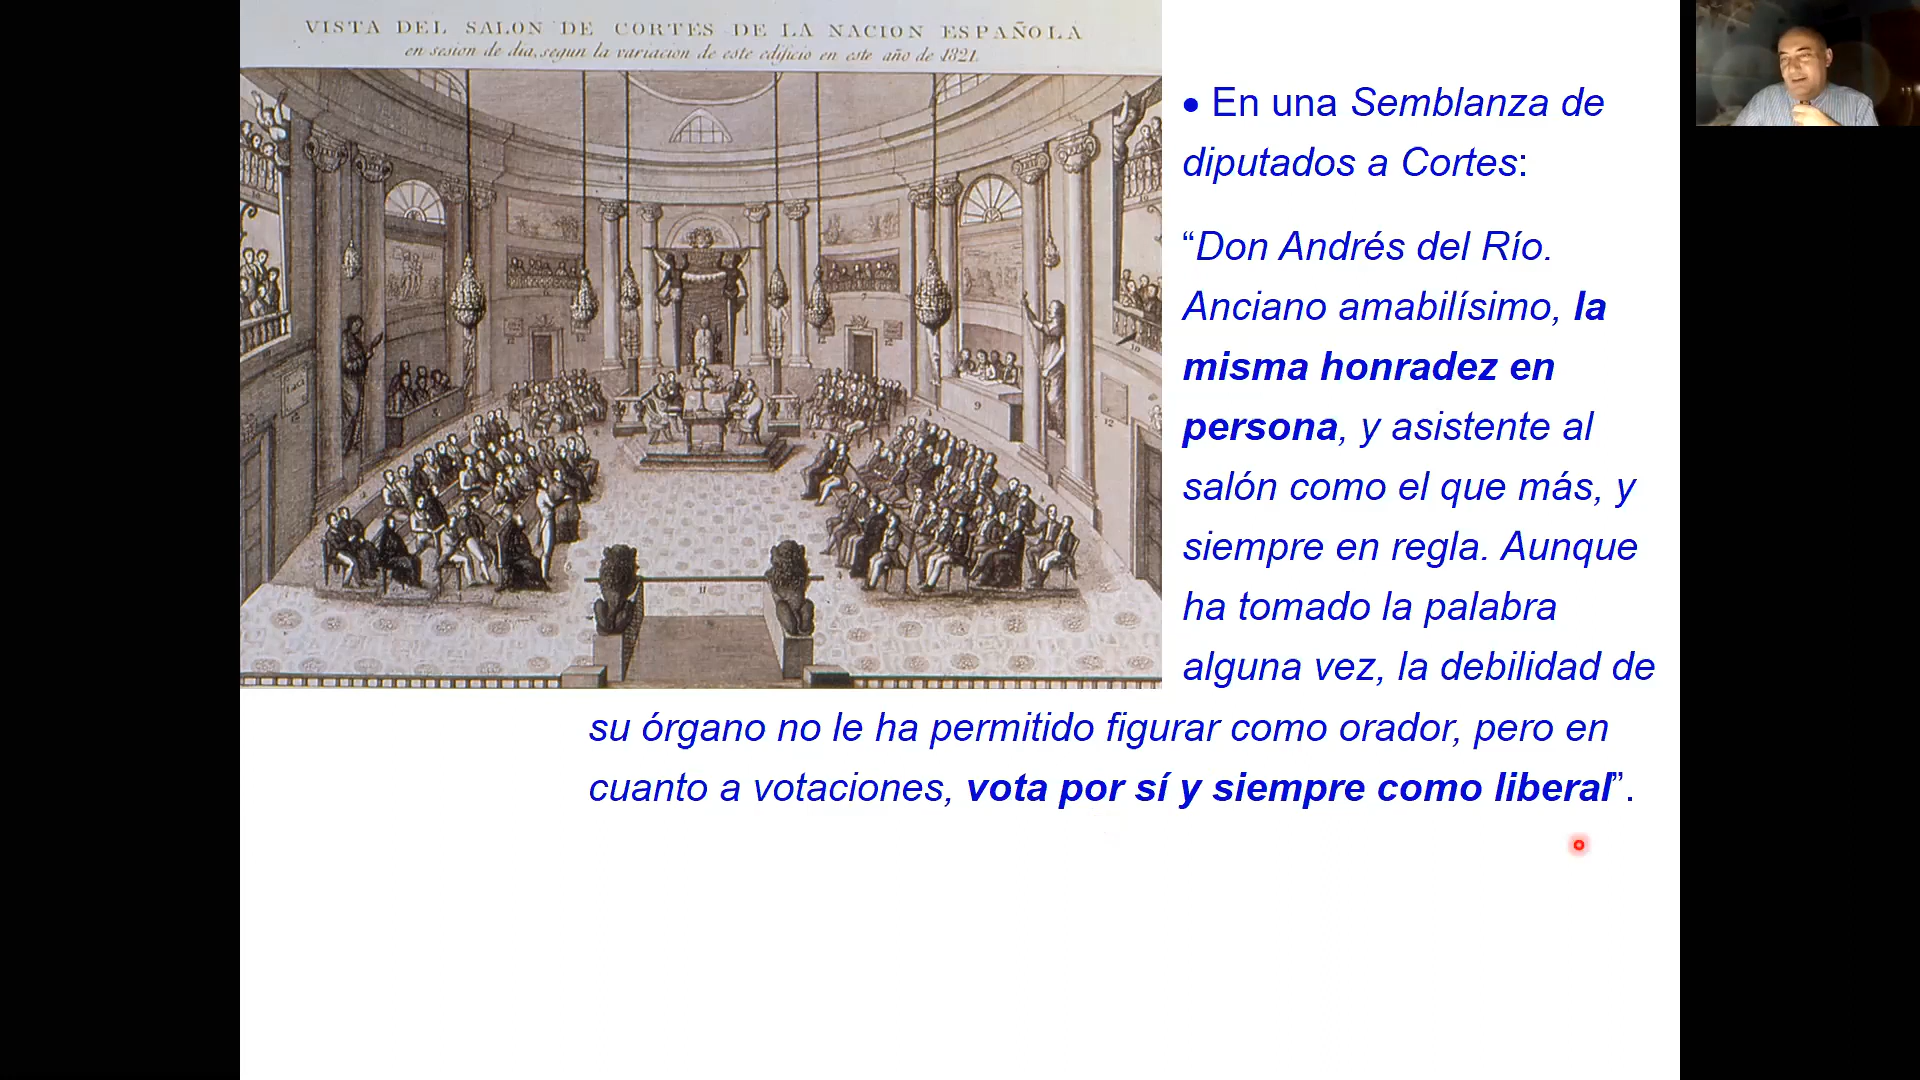 VISTA DEL SALON DE CORTES DE LA NACION ESPAÑOLA
en sesion de dia, segun la variacion de este edificio en este año de 1821.
• En una Semblanza de
diputados a Cortes:
“Don Andrés del Río.
Anciano amabilísimo, la
misma honradez en
persona, y asistente al
salón como el que más, y
siempre en regla. Aunque
ha tomado la palabra
alguna vez, la debilidad de
su órgano no le ha permitido figurar como orador, pero en
cuanto a votaciones, vota por sí y siempre como liberal”.
9
11